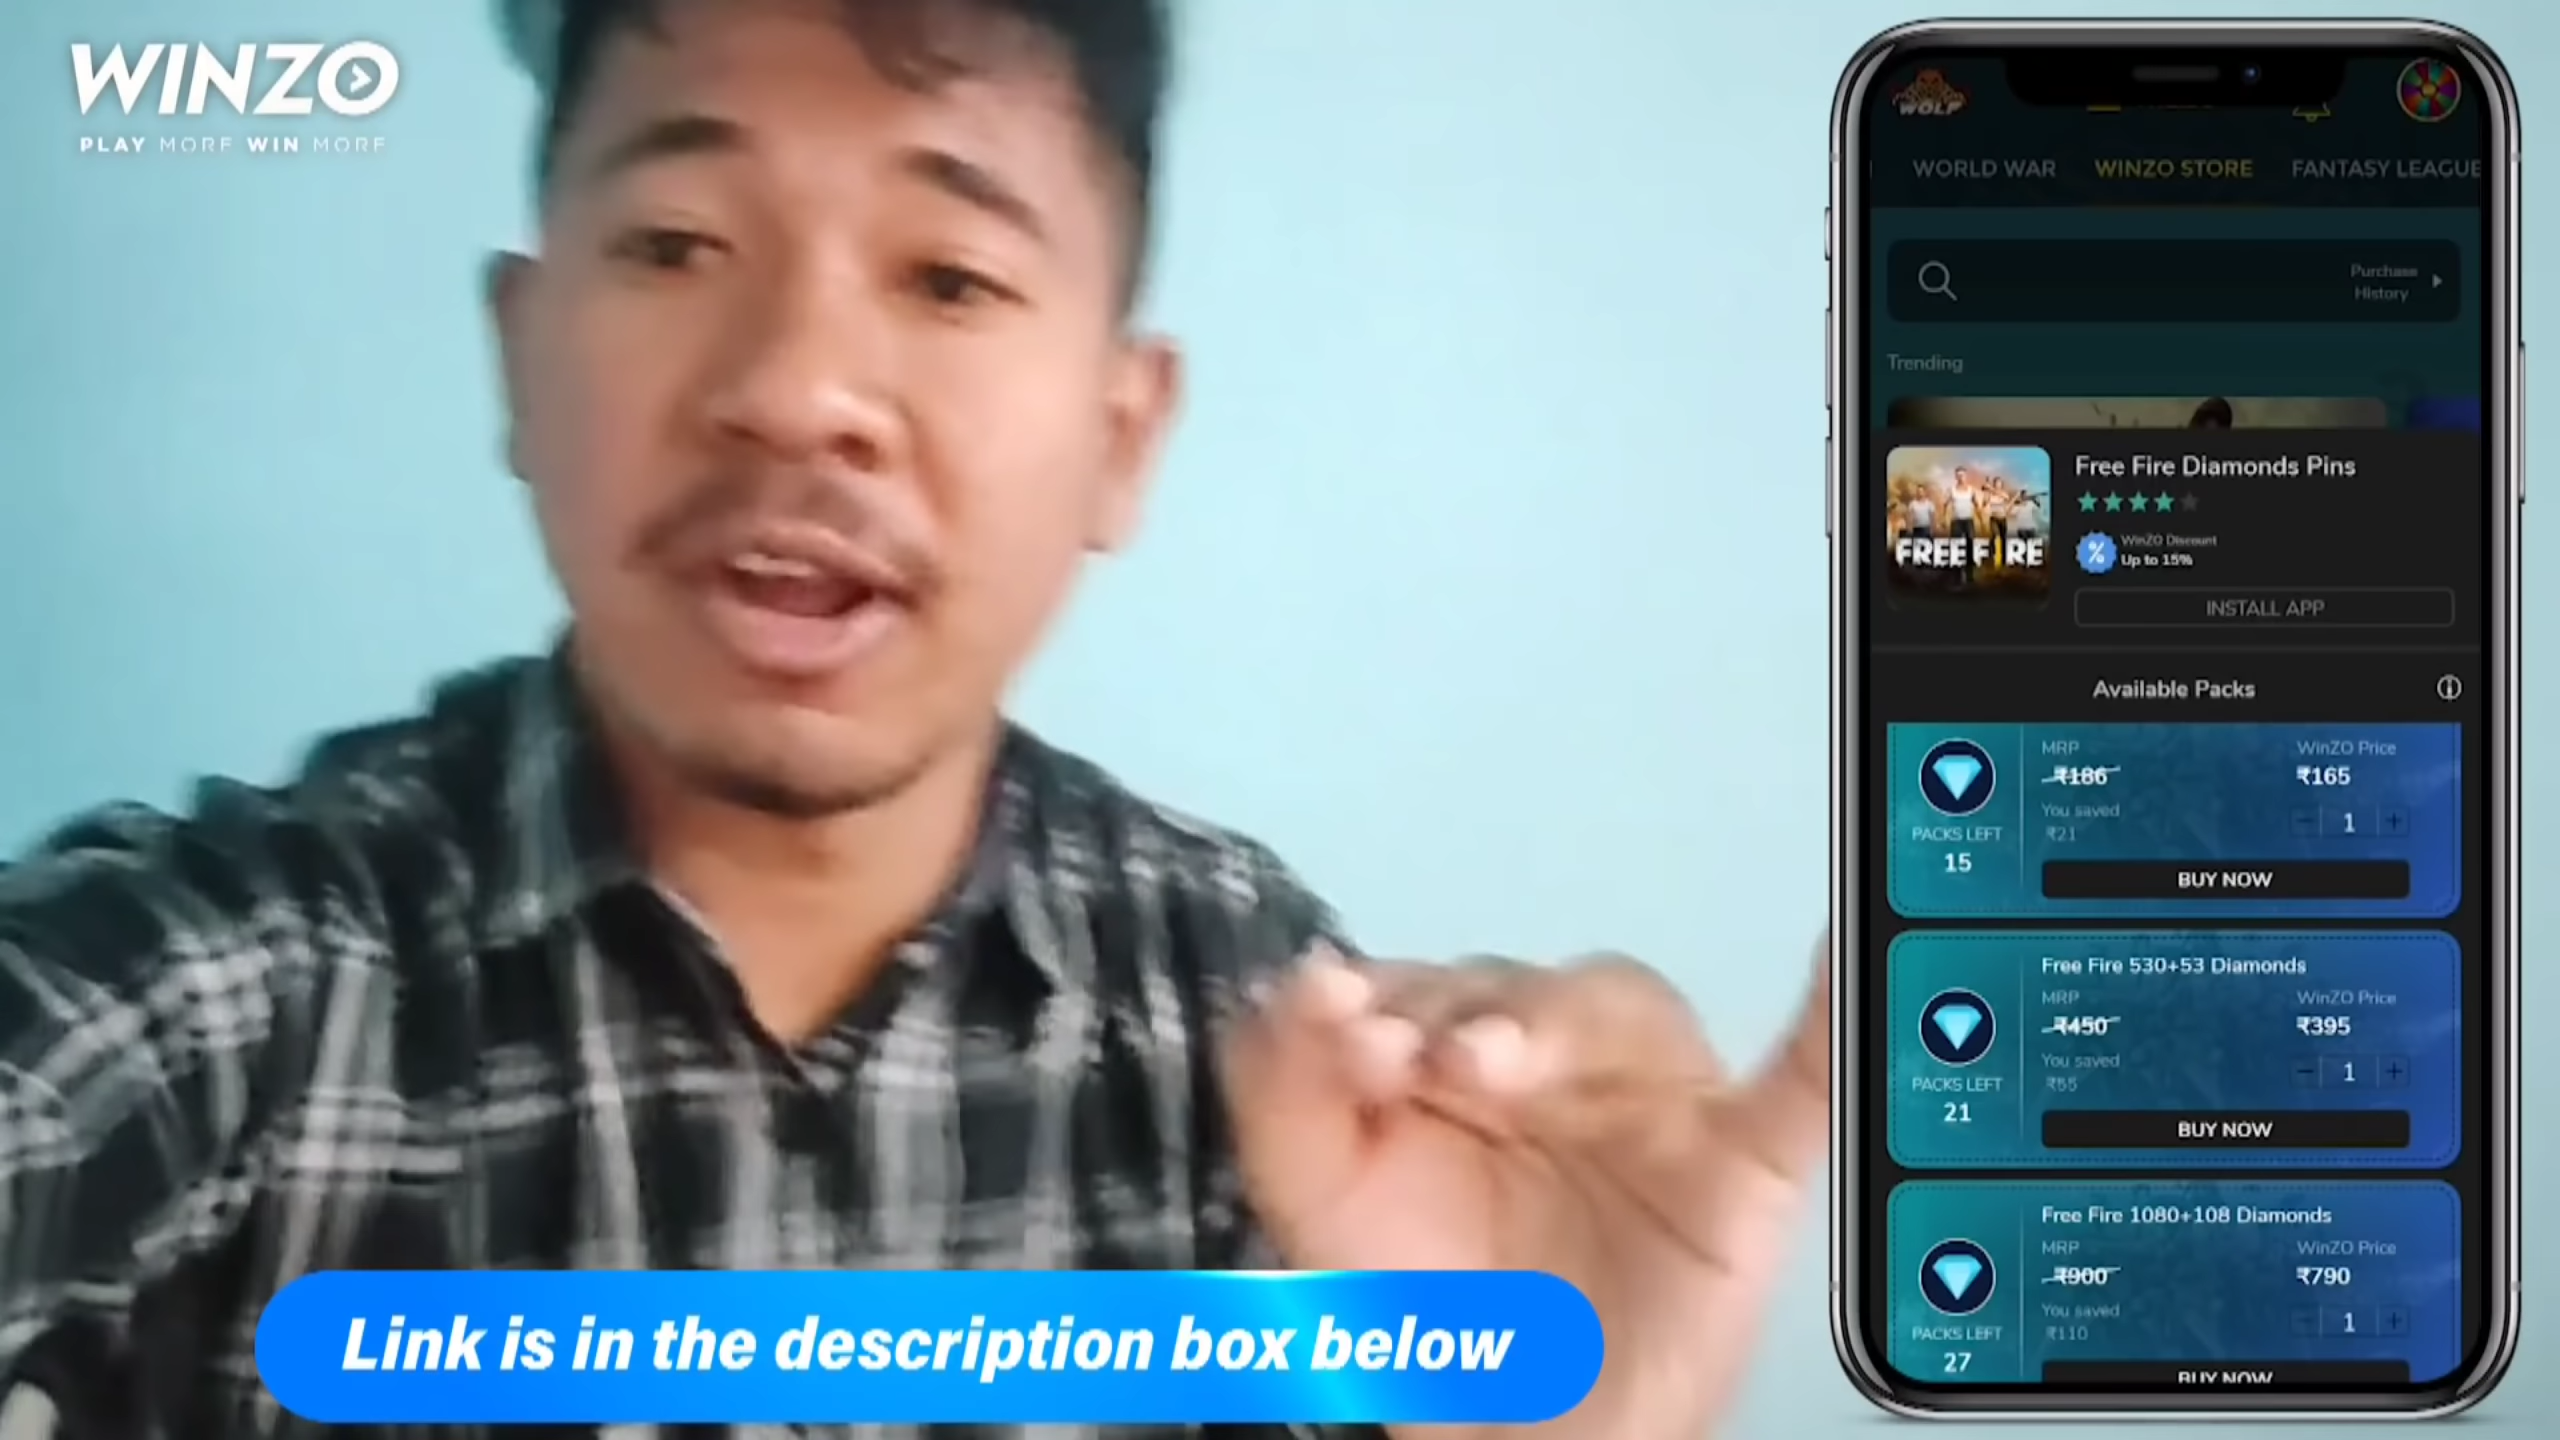 WINZO
PLAY MORE WIN MORE
WOLF
WORLD WAR
WINZO STORE
FANTASY LEAGUE
Purchase
History
Trending
FREE FIRE
Free Fire Diamonds Pins
WinZO Discount
Up to 15%
INSTALL APP
Available Packs
MRP
WinZO Price
₹186
₹165
You saved
₹21
1
PACKS LEFT
15
BUY NOW
Free Fire 530+53 Diamonds
MRP
WinZO Price
₹450
₹395
You saved
₹55
1
PACKS LEFT
21
BUY NOW
Free Fire 1080+108 Diamonds
MRP
WinZO Price
₹900
₹790
You saved
₹110
1
PACKS LEFT
27
BUY NOW
Link is in the description box below